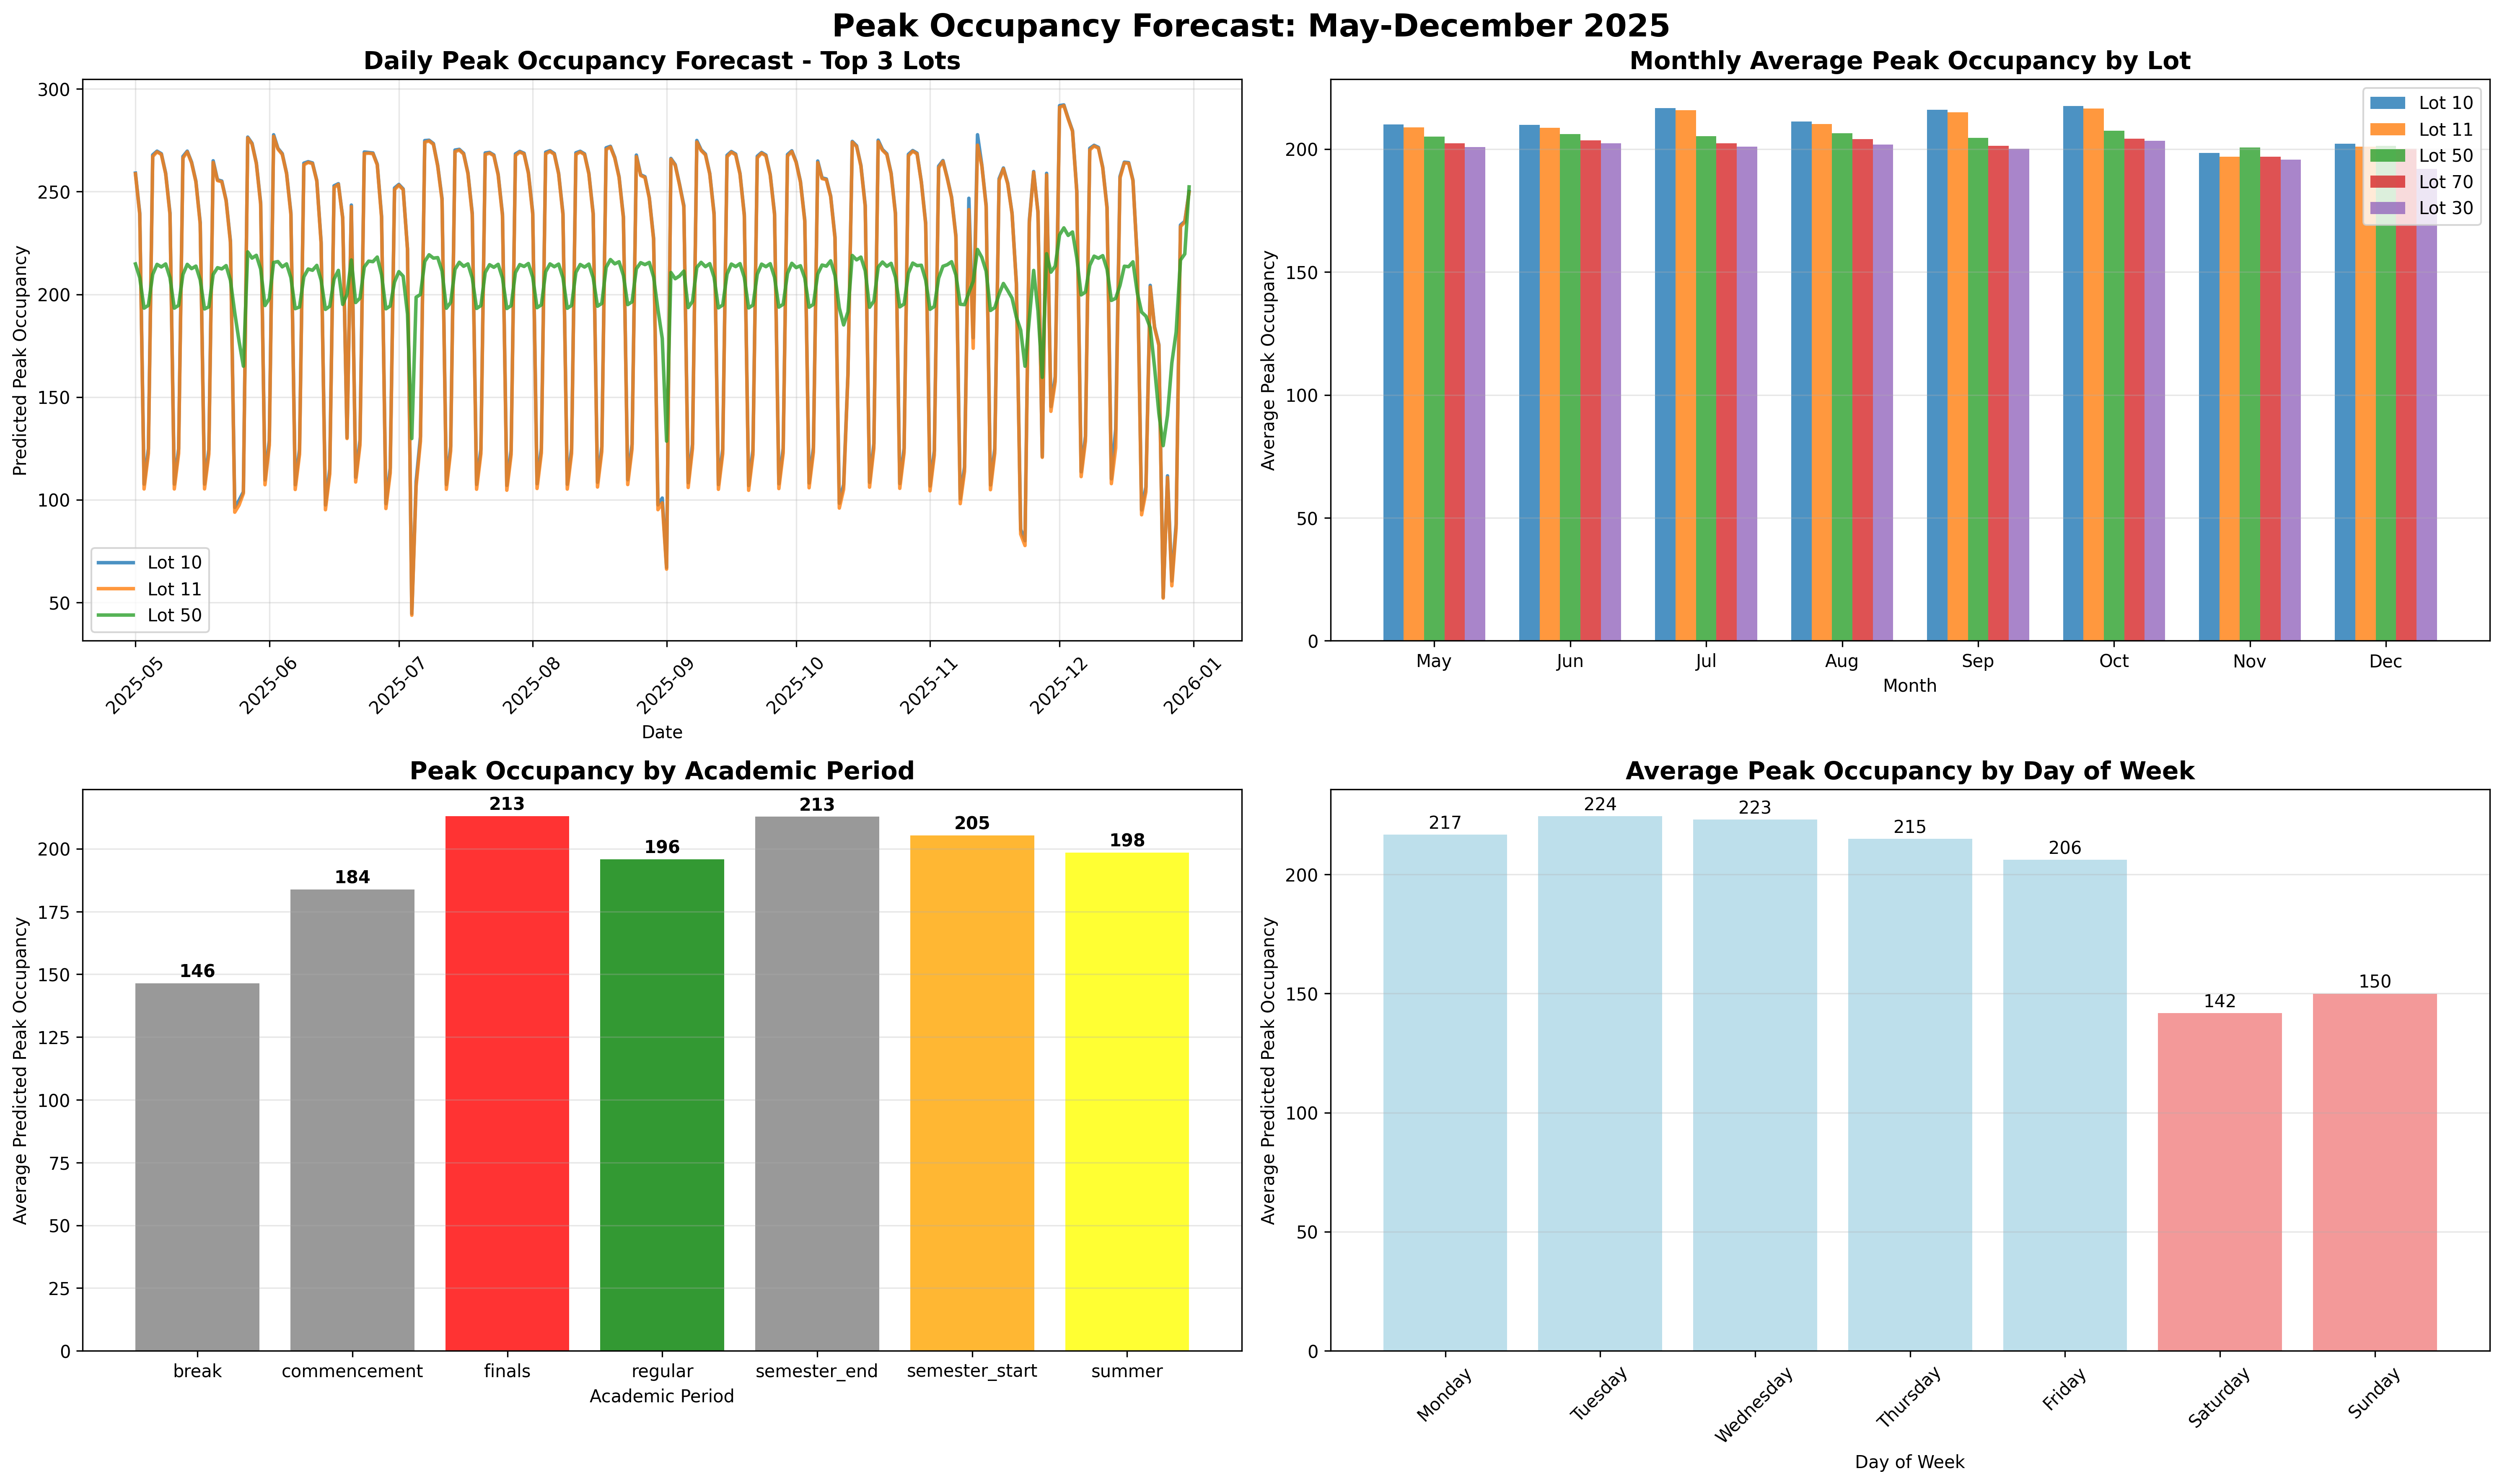 Peak Occupancy Forecast: May-December 2025
Daily Peak Occupancy Forecast - Top 3 Lots
Predicted Peak Occupancy
300
250
200
150
100
50
Lot 10
Lot 11
Lot 50
2025-05
2025-06
2025-07
2025-08
2025-09
2025-10
2025-11
2025-12
2026-01
Date
Monthly Average Peak Occupancy by Lot
Average Peak Occupancy
200
150
100
50
0
Lot 10
Lot 11
Lot 50
Lot 70
Lot 30
May
Jun
Jul
Aug
Sep
Oct
Nov
Dec
Month
Peak Occupancy by Academic Period
Average Predicted Peak Occupancy
200
175
150
125
100
75
50
25
0
146
184
213
196
213
205
198
break
commencement
finals
regular
semester_end
semester_start
summer
Academic Period
Average Peak Occupancy by Day of Week
Average Predicted Peak Occupancy
200
150
100
50
0
217
224
223
215
206
142
150
Monday
Tuesday
Wednesday
Thursday
Friday
Saturday
Sunday
Day of Week